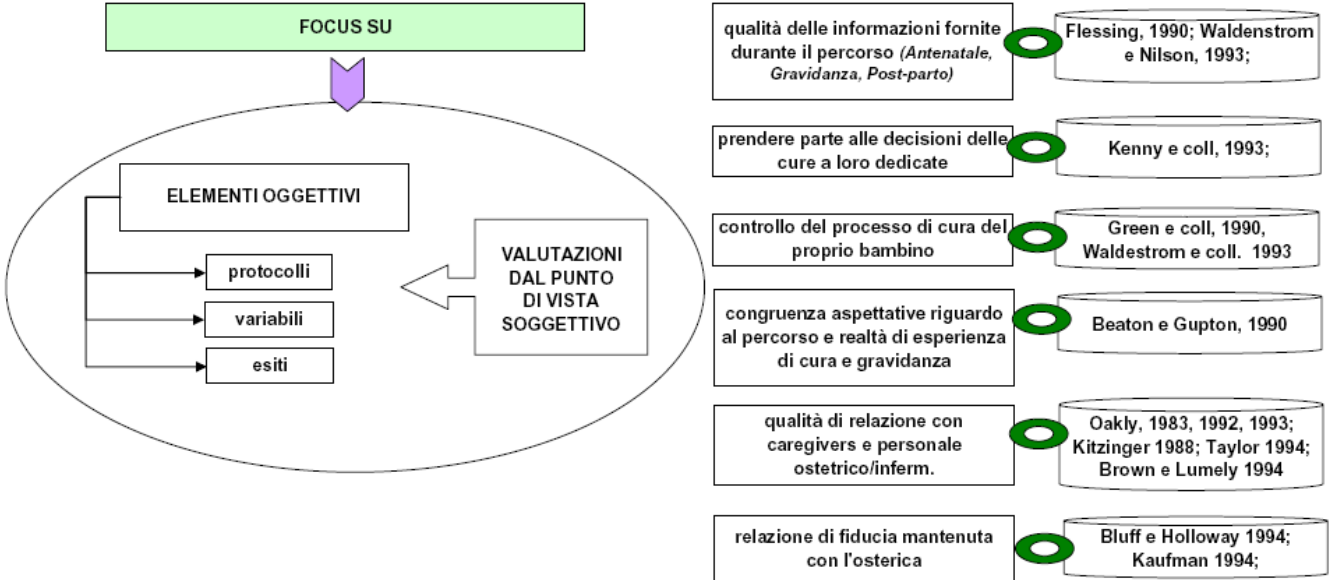 FOCUS SU
ELEMENTI OGGETTIVI
protocolli
variabili
esiti
VALUTAZIONI
DAL PUNTO
DI VISTA
SOGGETTIVO
qualità delle informazioni fornite
durante il percorso (Antenatale,
Gravidanza, Post-parto)
Flessing, 1990; Waldenstrom
e Nilson, 1993;
prendere parte alle decisioni delle
cure a loro dedicate
Kenny e coll, 1993;
controllo del processo di cura del
proprio bambino
Green e coll, 1990,
Waldestrom e coll. 1993
congruenza aspettative riguardo
al percorso e realtà di esperienza
di cura e gravidanza
Beaton e Gupton, 1990
qualità di relazione con
caregivers e personale
ostetrico/inferm.
Oakly, 1983, 1992, 1993;
Kitzinger 1988; Taylor 1994;
Brown e Lumely 1994
relazione di fiducia mantenuta
con l'osterica
Bluff e Holloway 1994;
Kaufman 1994;